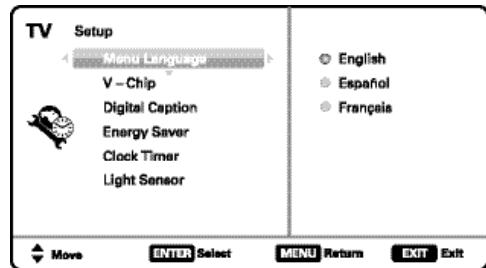 TV Setup
Menu Language
V – Chip
Digital Caption
Energy Saver
Clock Timer
Light Sensor
English
Español
Français
Move ENTER Select MENU Return EXIT Exit